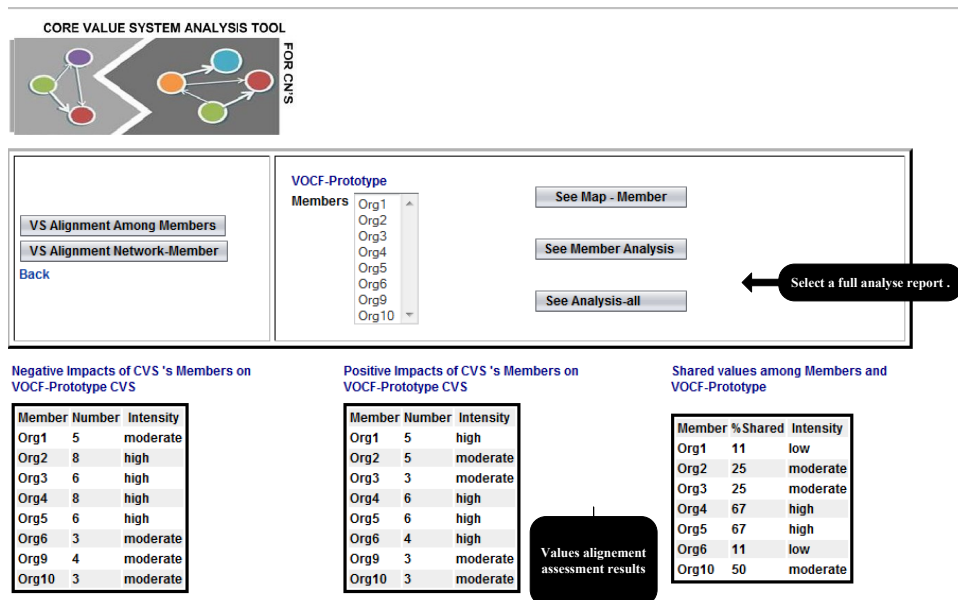 CORE VALUE SYSTEM ANALYSIS TOOL
FOR CN'S
VS Alignment Among Members
VS Alignment Network-Member
Back
VOCF-Prototype
Members
Org1
Org2
Org3
Org4
Org5
Org6
Org9
Org10
See Map - Member
See Member Analysis
See Analysis-all
Select a full analyse report .
Negative Impacts of CVS 's Members on
VOCF-Prototype CVS
Member Number Intensity
Org1 5 moderate
Org2 8 high
Org3 6 high
Org4 8 high
Org5 6 high
Org6 3 moderate
Org9 4 moderate
Org10 3 moderate
Positive Impacts of CVS 's Members on
VOCF-Prototype CVS
Member Number Intensity
Org1 5 high
Org2 5 moderate
Org3 3 moderate
Org4 6 high
Org5 6 high
Org6 4 high
Org9 3 moderate
Org10 3 moderate
Values alignement
assessment results
Shared values among Members and
VOCF-Prototype
Member %Shared Intensity
Org1 11 low
Org2 25 moderate
Org3 25 moderate
Org4 67 high
Org5 67 high
Org6 11 low
Org10 50 moderate